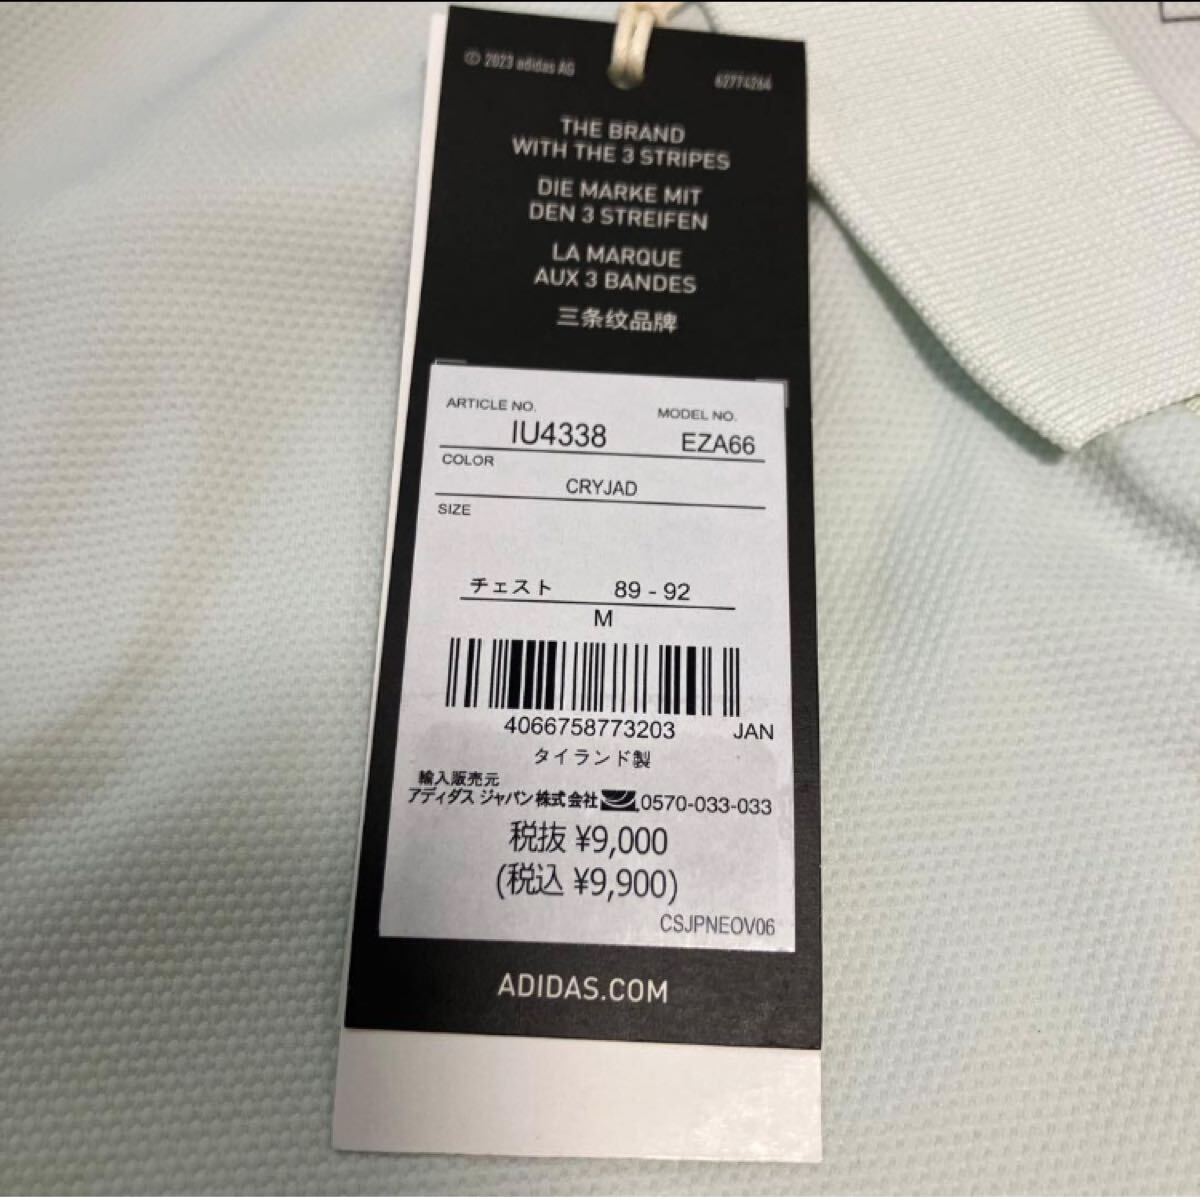 © 2023 adidas AG
62774264
THE BRAND
WITH THE 3 STRIPES
DIE MARKE MIT
DEN 3 STREIFEN
LA MARQUE
AUX 3 BANDES
三条纹品牌
ARTICLE NO.
MODEL NO.
IU4338
EZA66
COLOR
CRYJAD
SIZE
チェスト 89 - 92
M
4066758773203 JAN
タイランド製
輸入販売元
アディダス ジャパン株式会社 0570-033-033
税抜 ¥9,000
(税込 ¥9,900)
CSJPNEOV06
ADIDAS.COM